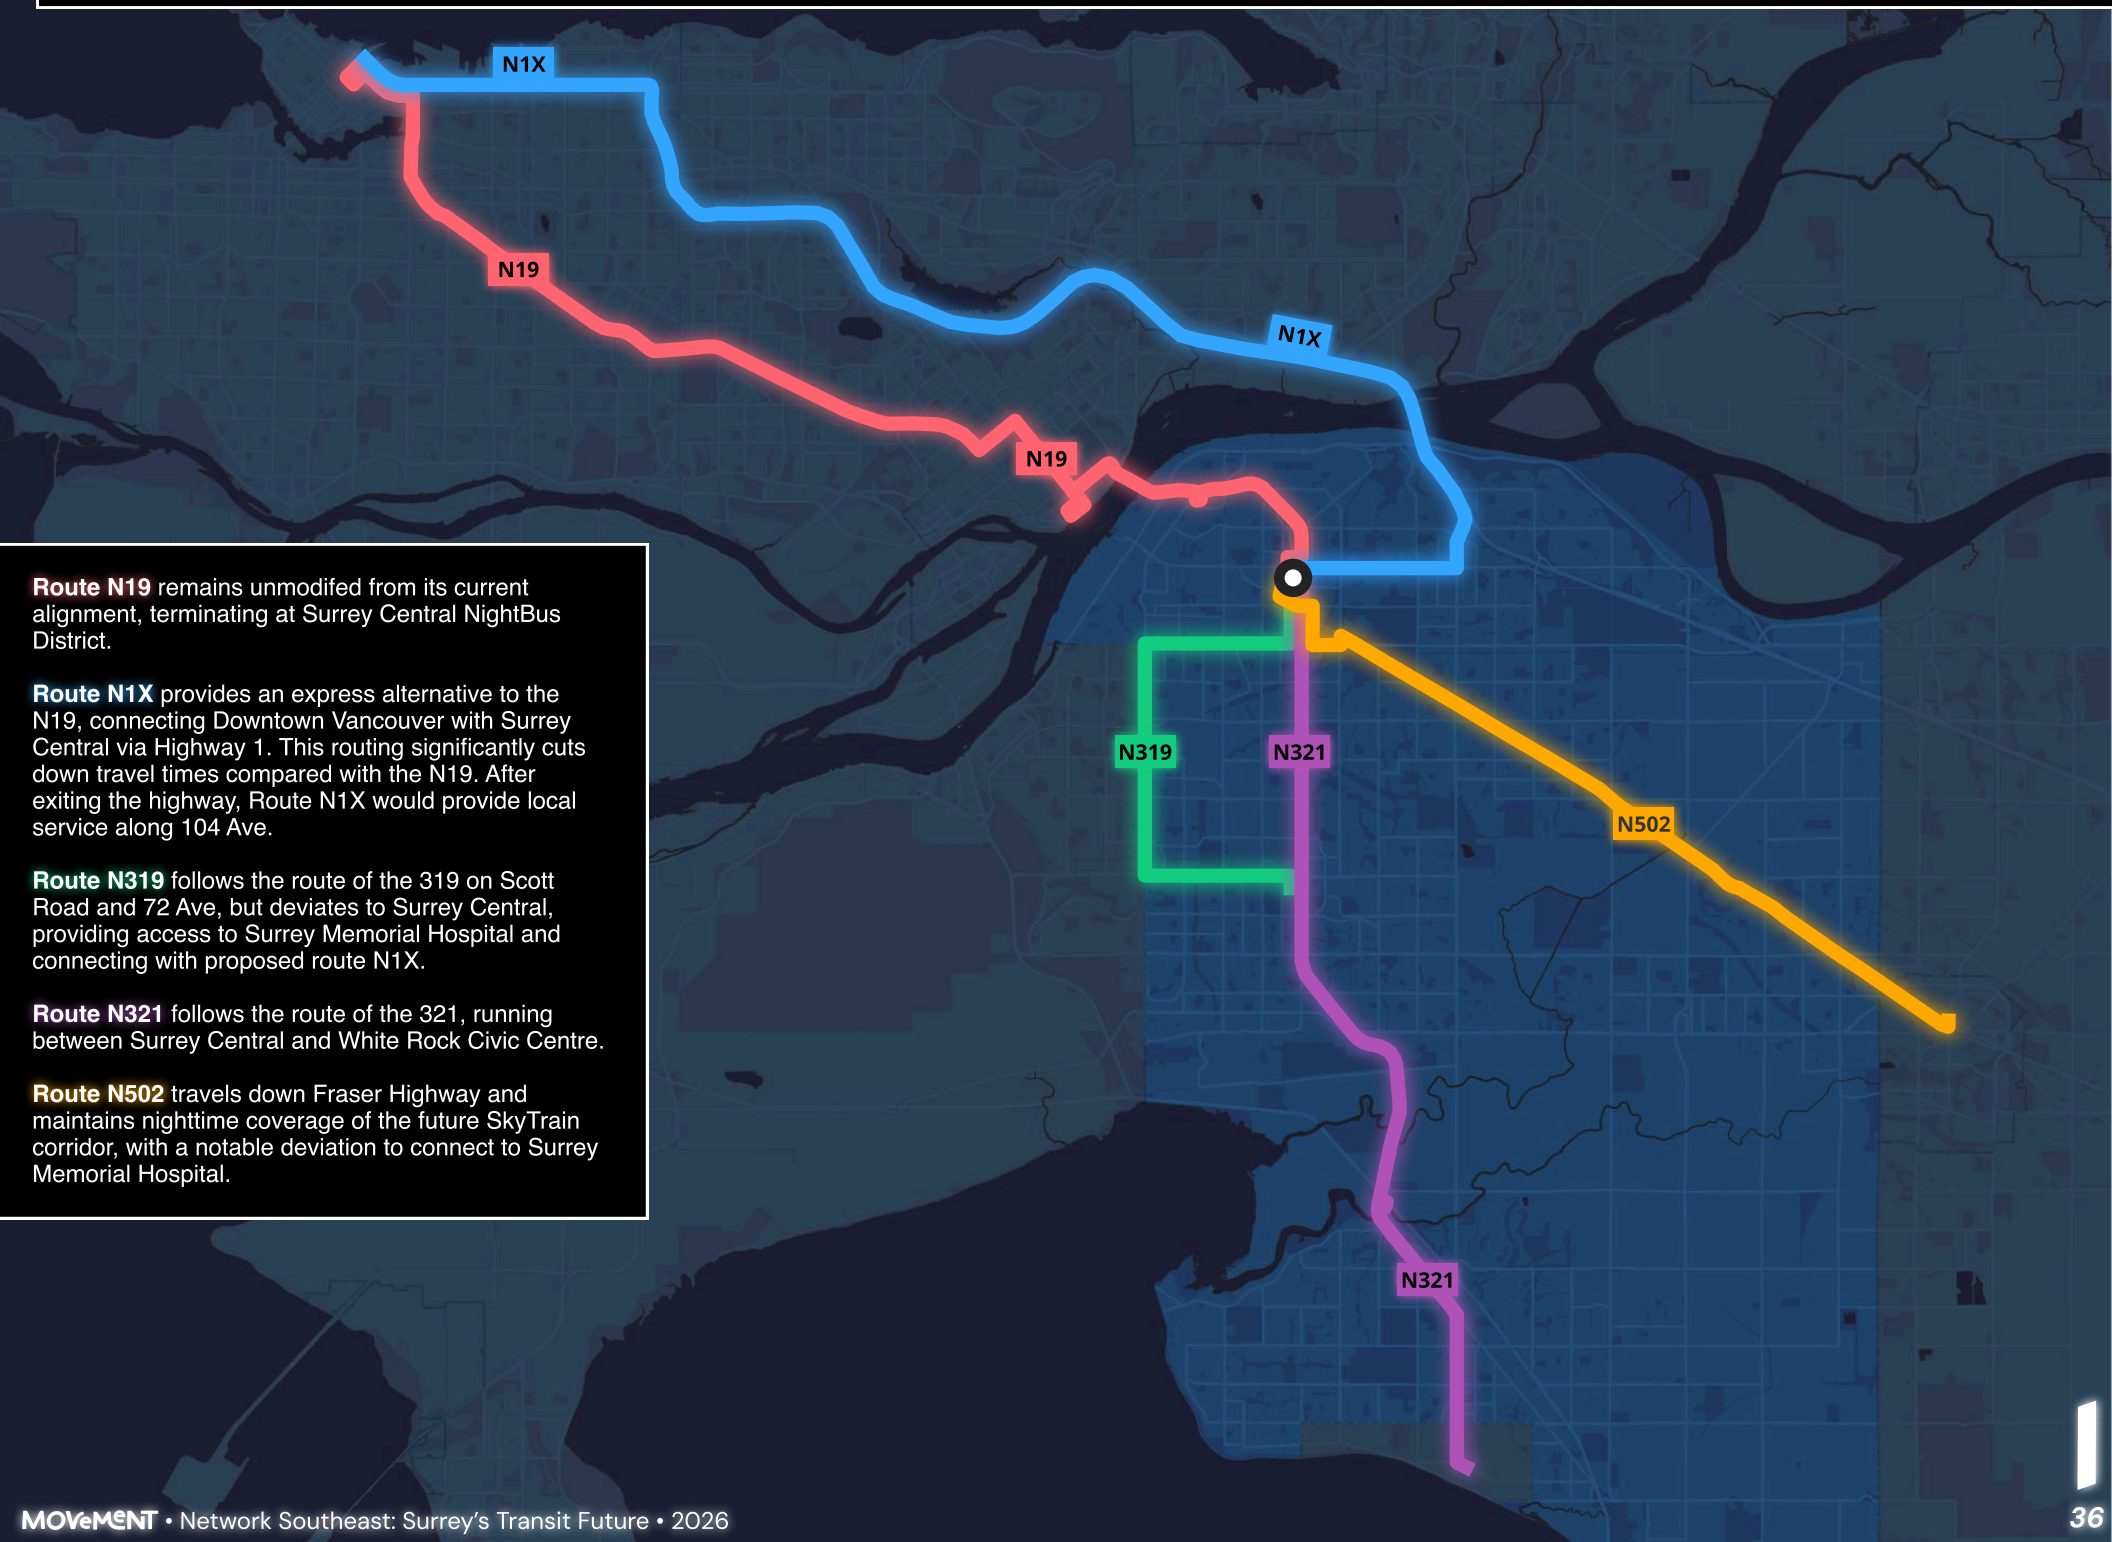 N1X
N19
N1X
N19
Route N19 remains unmodifed from its current
alignment, terminating at Surrey Central NightBus
District.
Route N1X provides an express alternative to the
N19, connecting Downtown Vancouver with Surrey
Central via Highway 1. This routing significantly cuts
down travel times compared with the N19. After
exiting the highway, Route N1X would provide local
service along 104 Ave.
Route N319 follows the route of the 319 on Scott
Road and 72 Ave, but deviates to Surrey Central,
providing access to Surrey Memorial Hospital and
connecting with proposed route N1X.
Route N321 follows the route of the 321, running
between Surrey Central and White Rock Civic Centre.
Route N502 travels down Fraser Highway and
maintains nighttime coverage of the future SkyTrain
corridor, with a notable deviation to connect to Surrey
Memorial Hospital.
N319
N321
N502
N321
MOVeMeNT • Network Southeast: Surrey's Transit Future • 2026
36